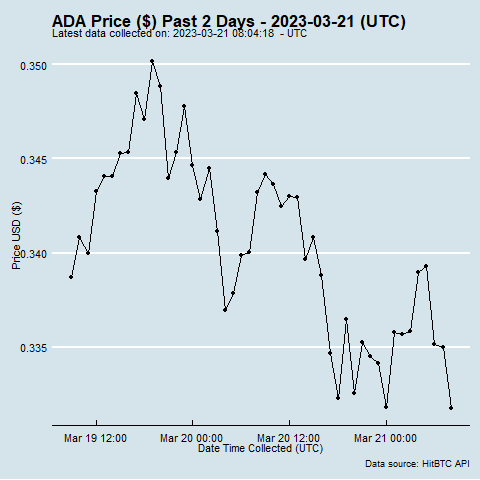 ADA Price ($) Past 2 Days - 2023-03-21 (UTC)
Latest data collected on: 2023-03-21 08:04:18 - UTC
0.350
0.345
0.340
0.335
Price USD ($)
Mar 19 12:00 Mar 20 00:00 Mar 20 12:00 Mar 21 00:00
Date Time Collected (UTC)
Data source: HitBTC API